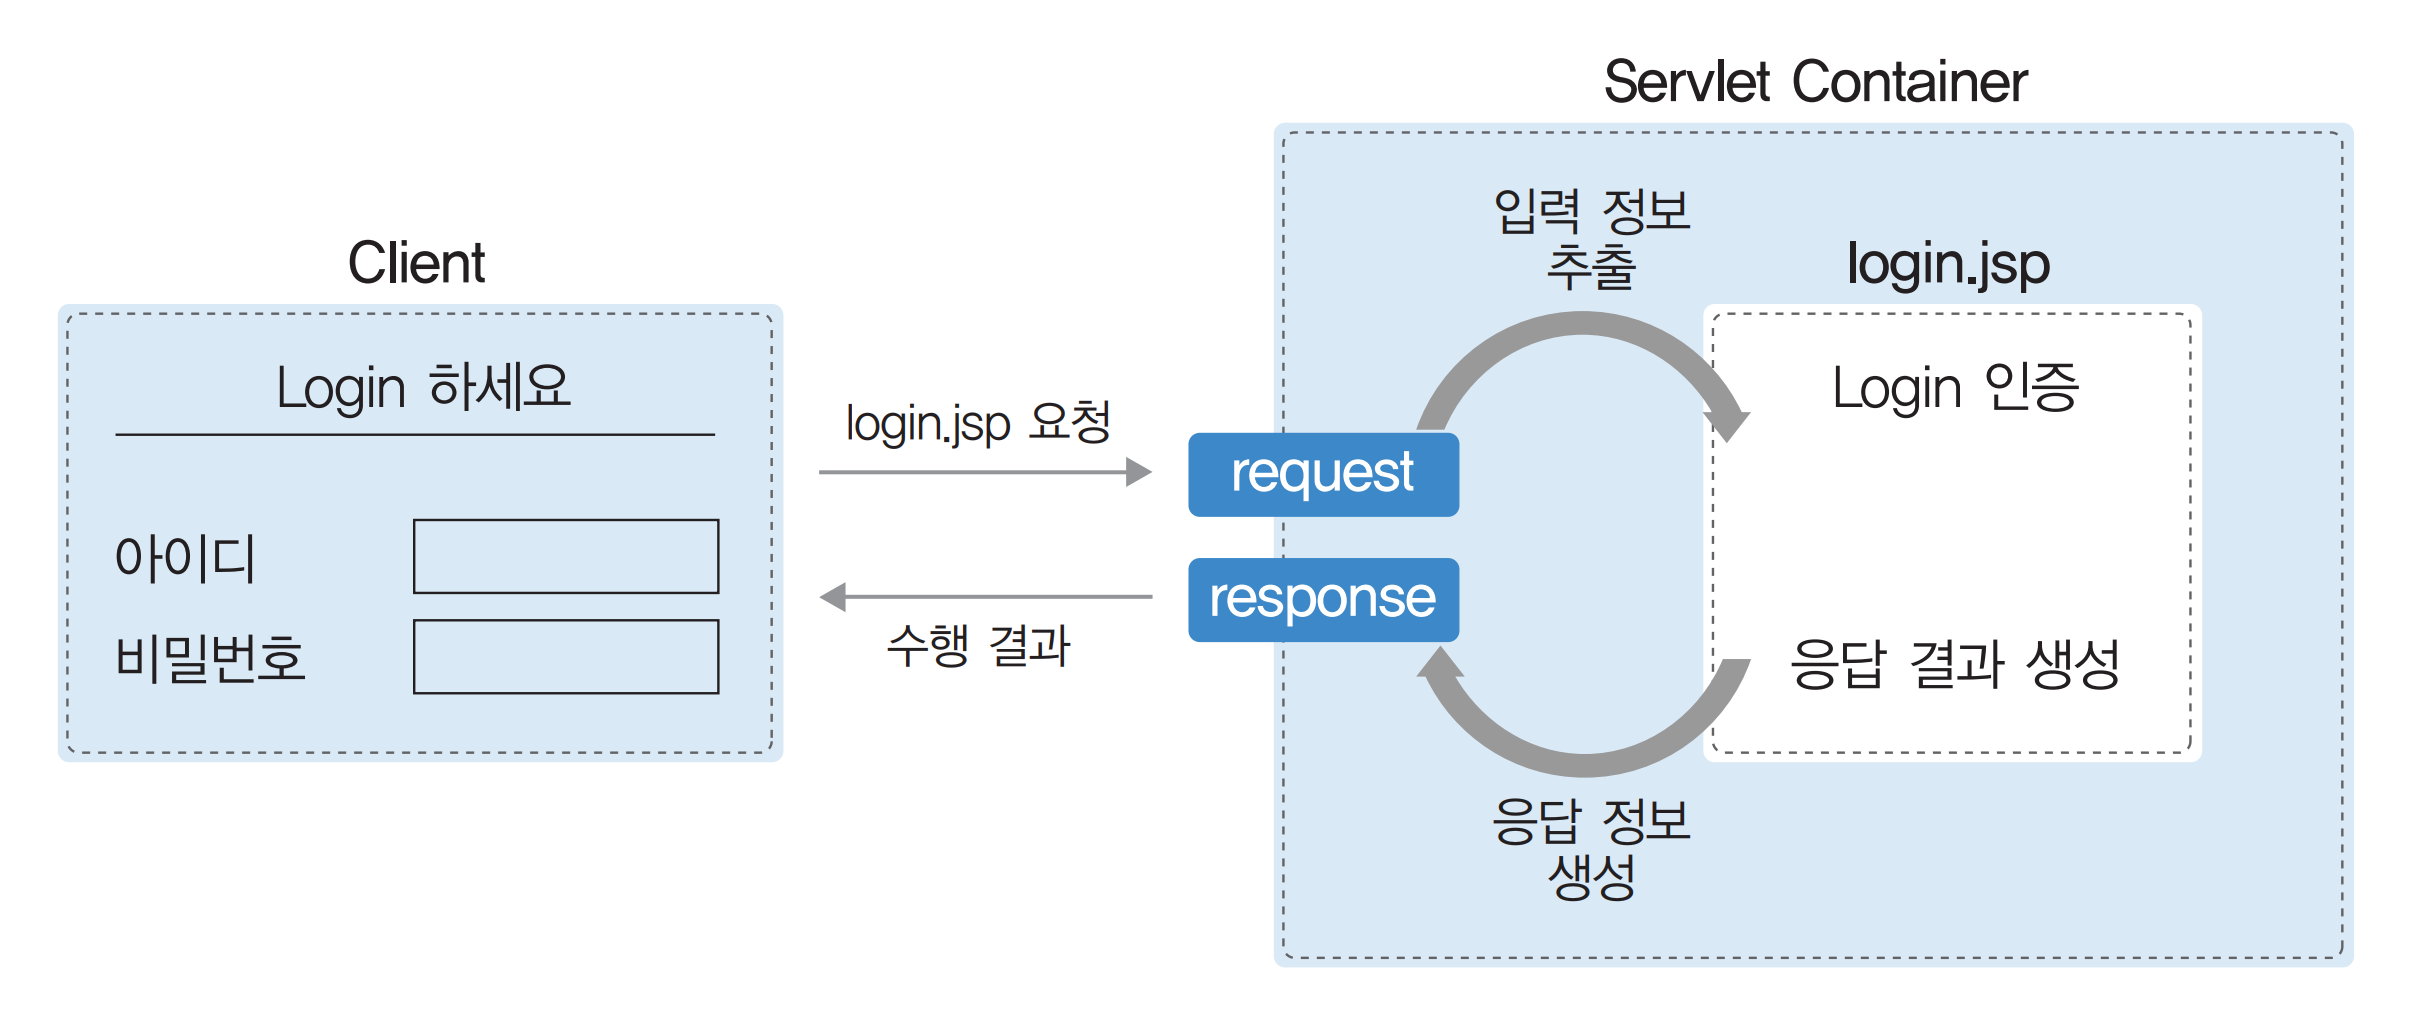 Servlet Container
Client
Login 하세요
아이디
비밀번호
login.jsp 요청
수행 결과
request
response
입력 정보
추출
login.jsp
Login 인증
응답 결과 생성
응답 정보
생성